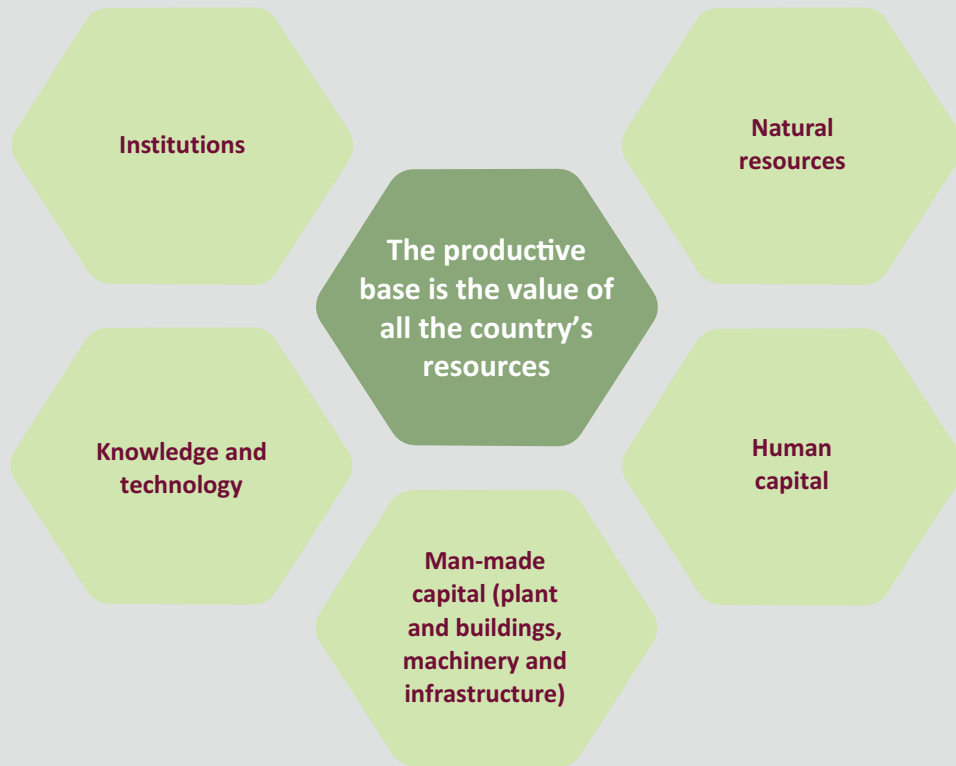 Institutions
Natural
resources
The productive
base is the value of
all the country’s
resources
Knowledge and
technology
Human
capital
Man-made
capital (plant
and buildings,
machinery and
infrastructure)